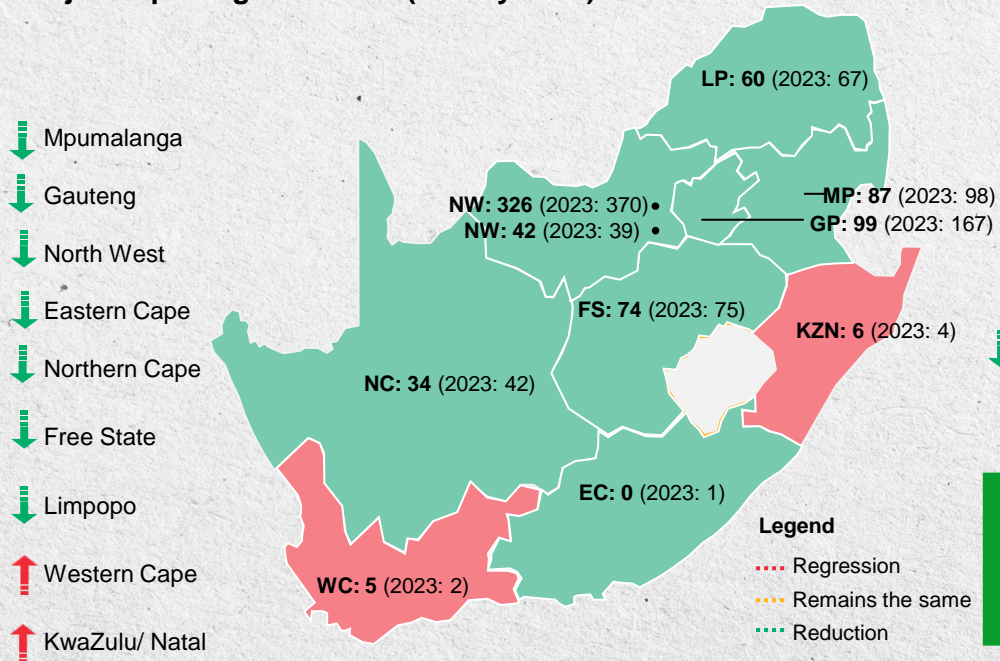 Mpumalanga
Gauteng
North West
Eastern Cape
Northern Cape
Free State
Limpopo
Western Cape
KwaZulu/ Natal
LP: 60 (2023: 67)
NW: 326 (2023: 370)
NW: 42 (2023: 39)
MP: 87 (2023: 98)
GP: 99 (2023: 167)
FS: 74 (2023: 75)
KZN: 6 (2023: 4)
NC: 34 (2023: 42)
EC: 0 (2023: 1)
WC: 5 (2023: 2)
Legend
Regression
Remains the same
Reduction